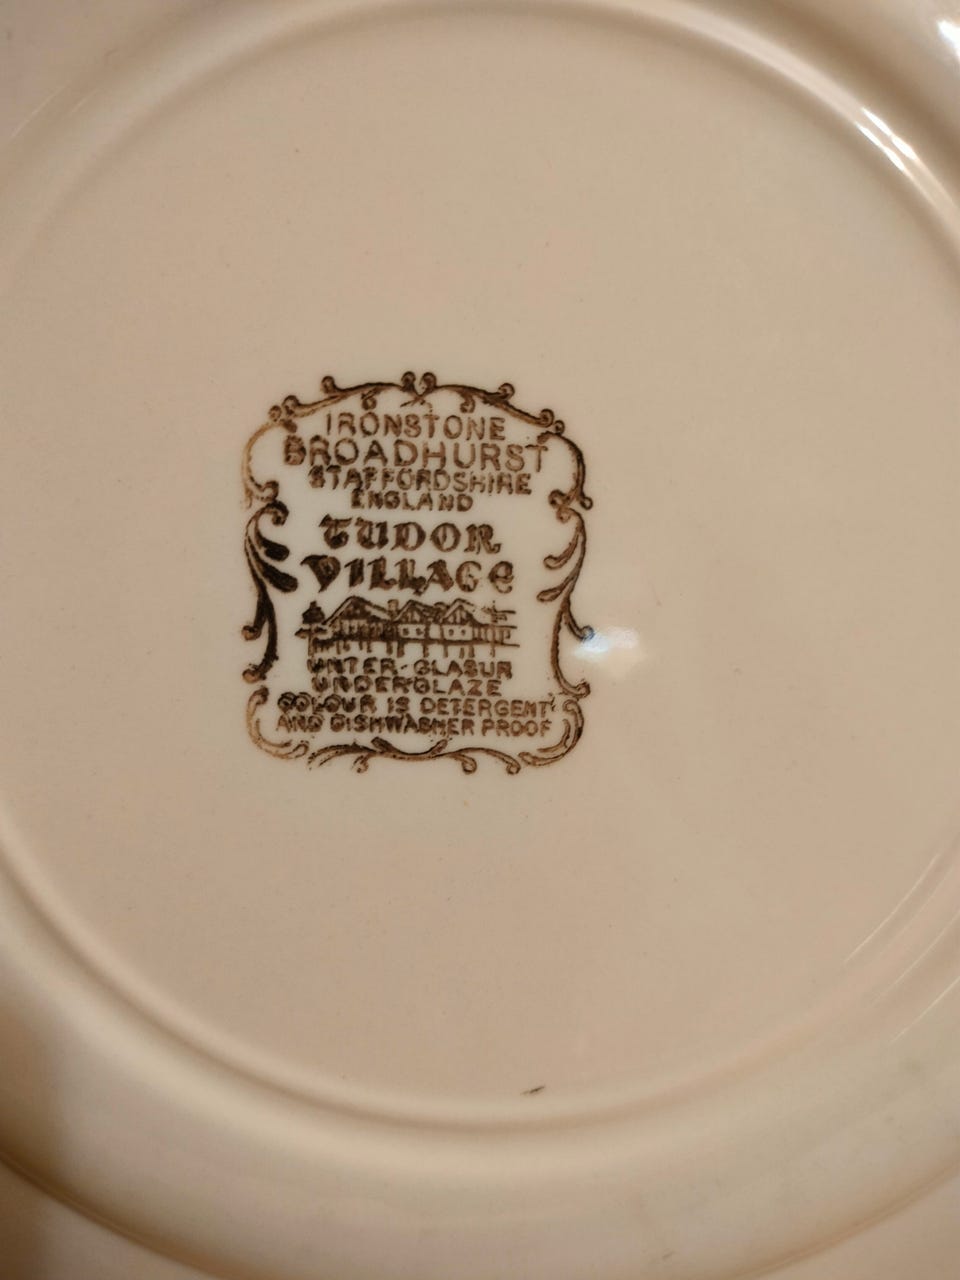 IRONSTONE
BROADHURST
STAFFORDSHIRE
ENGLAND
TUDOR
VILLAGE
UNTER-GLASUR
UNDERGLAZE
COLOUR IS DETERGENT
AND DISHWASHER PROOF